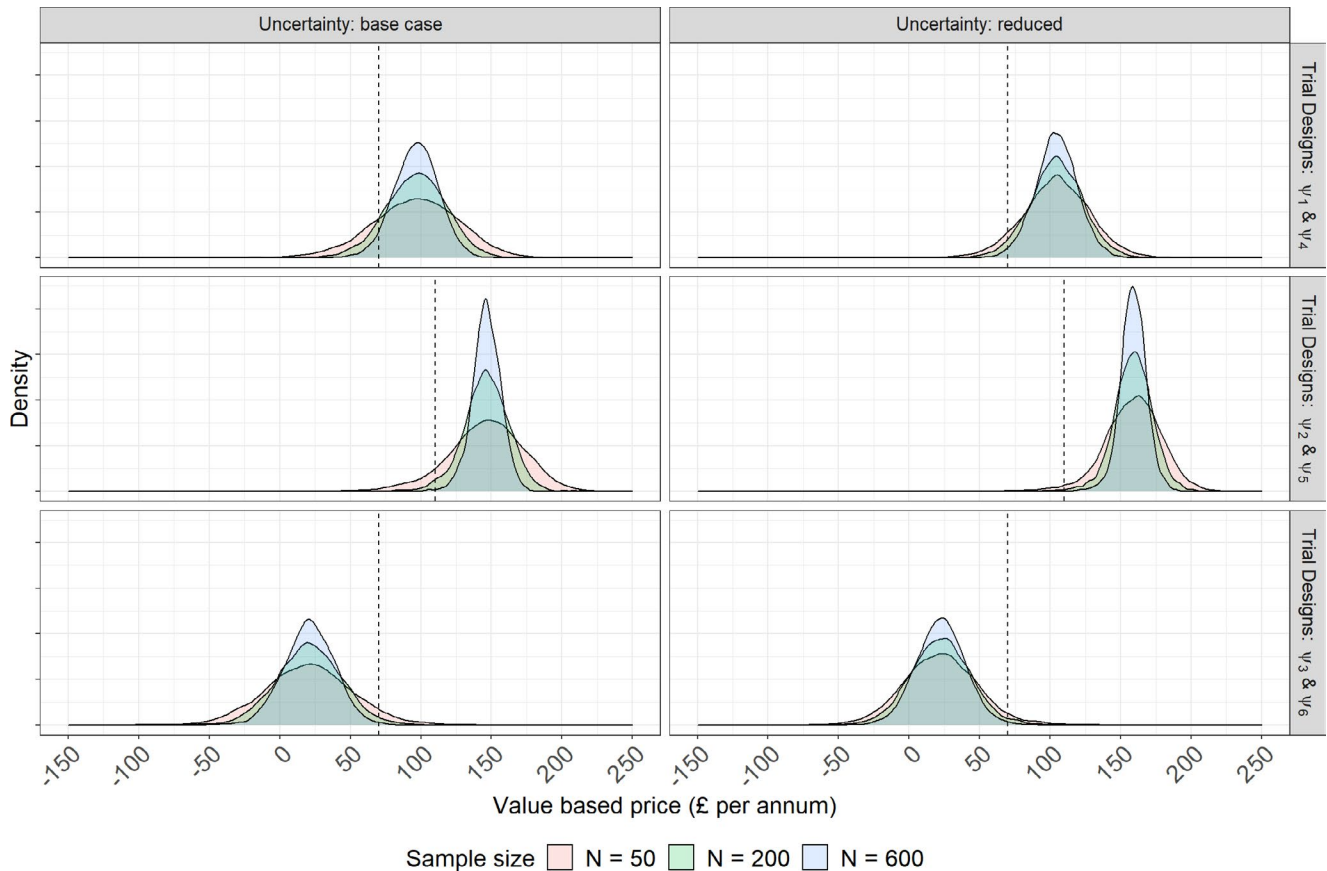 Uncertainty: base case
Uncertainty: reduced
Trial Designs: ψ1 & ψ4
Trial Designs: ψ2 & ψ5
Trial Designs: ψ3 & ψ6
Density
-150 -100 -50 0 50 100 150 200 250
-150 -100 -50 0 50 100 150 200 250
Value based price (£ per annum)
Sample size N = 50 N = 200 N = 600